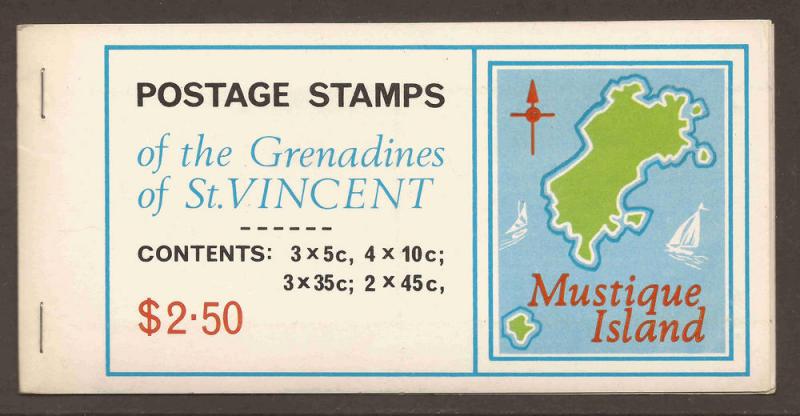 POSTAGE STAMPS
of the Grenadines
of St.VINCENT
------
CONTENTS: 3×5c, 4×10c;
3×35c; 2×45c,
$2·50
Mustique
Island